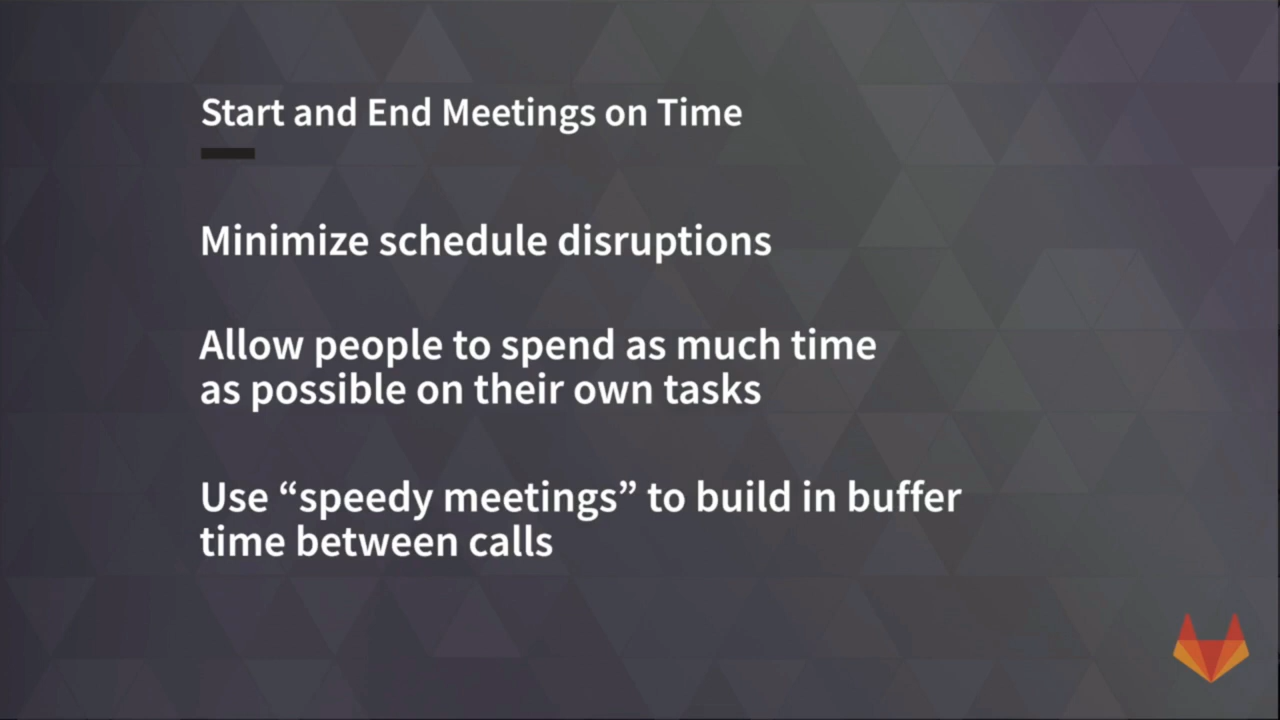 Start and End Meetings on Time
Minimize schedule disruptions
Allow people to spend as much time
as possible on their own tasks
Use “speedy meetings” to build in buffer
time between calls